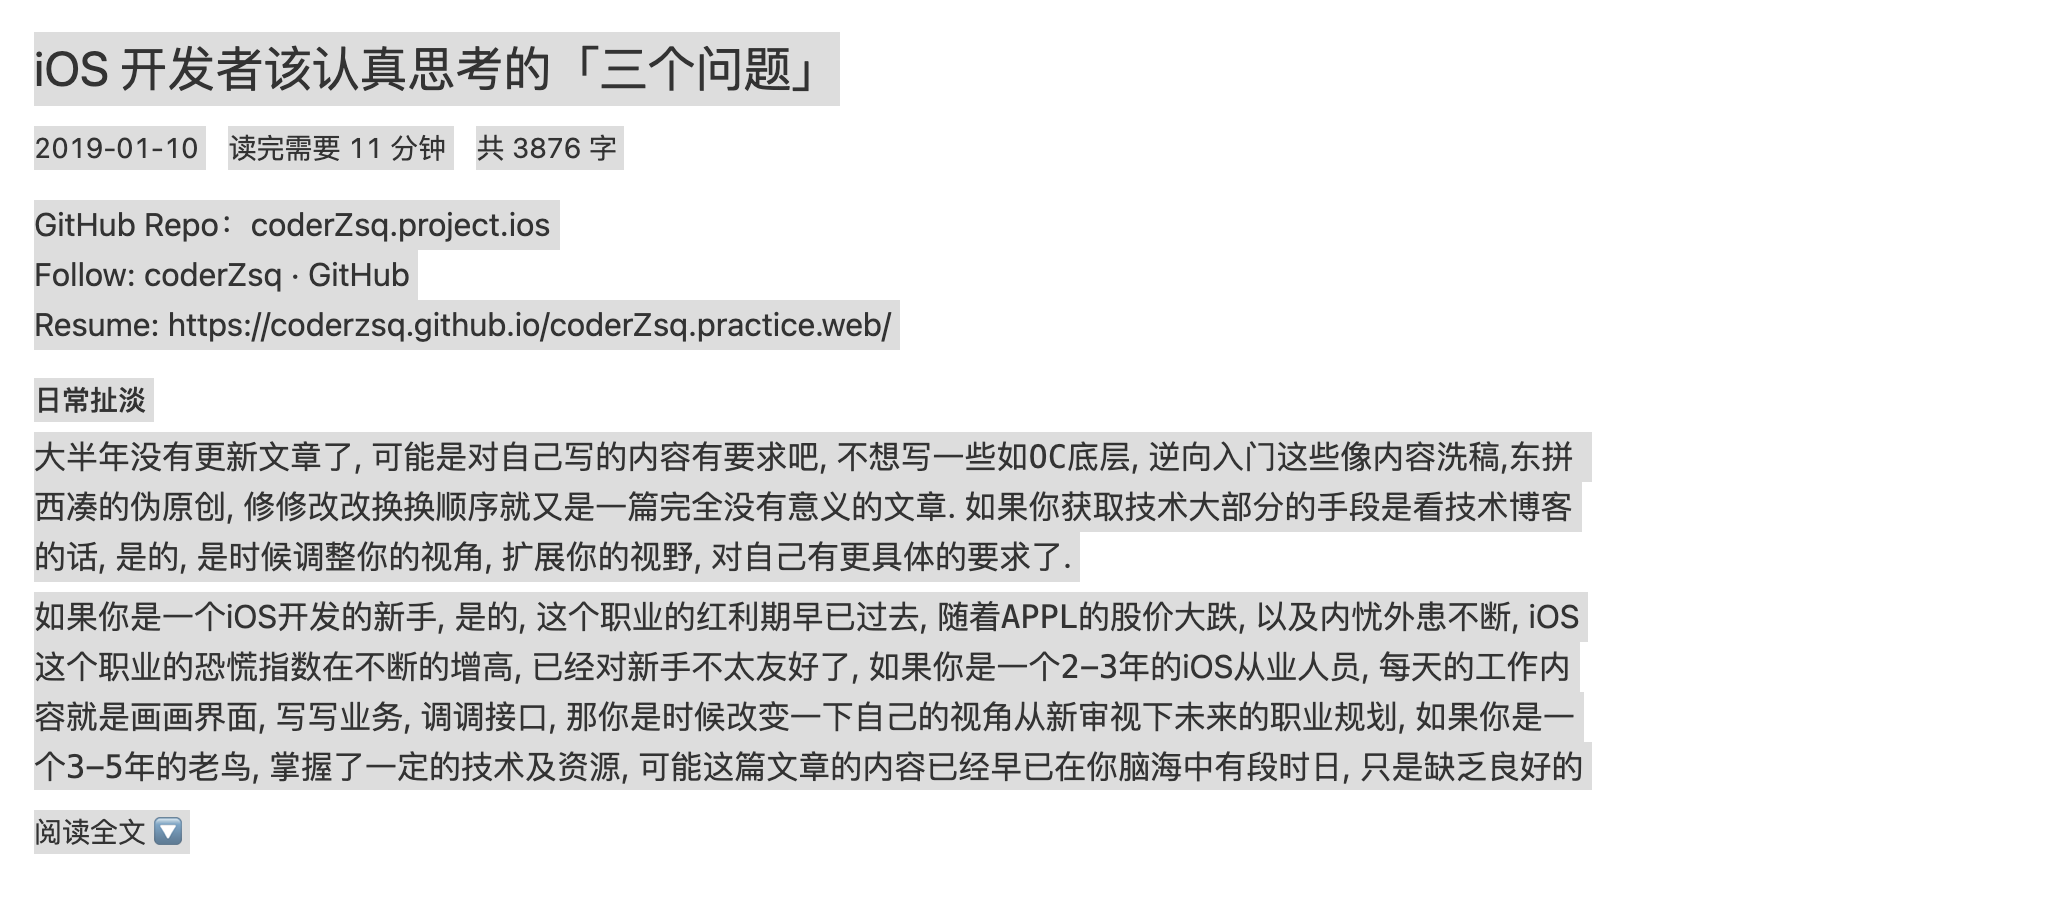 iOS 开发者该认真思考的「三个问题」
2019-01-10 读完需要 11 分钟 共 3876 字
GitHub Repo：coderZsq.project.ios
Follow: coderZsq · GitHub
Resume: https://coderzsq.github.io/coderZsq.practice.web/
日常扯淡
大半年没有更新文章了, 可能是对自己写的内容有要求吧, 不想写一些如OC底层, 逆向入门这些像内容洗稿,东拼
西凑的伪原创, 修修改改换换顺序就又是一篇完全没有意义的文章. 如果你获取技术大部分的手段是看技术博客
的话, 是的, 是时候调整你的视角, 扩展你的视野, 对自己有更具体的要求了.
如果你是一个iOS开发的新手, 是的, 这个职业的红利期早已过去, 随着APPL的股价大跌, 以及内忧外患不断, iOS
这个职业的恐慌指数在不断的增高, 已经对新手不太友好了, 如果你是一个2–3年的iOS从业人员, 每天的工作内
容就是画画界面, 写写业务, 调调接口, 那你是时候改变一下自己的视角从新审视下未来的职业规划, 如果你是一
个3–5年的老鸟, 掌握了一定的技术及资源, 可能这篇文章的内容已经早已在你脑海中有段时日, 只是缺乏良好的
阅读全文 🔽